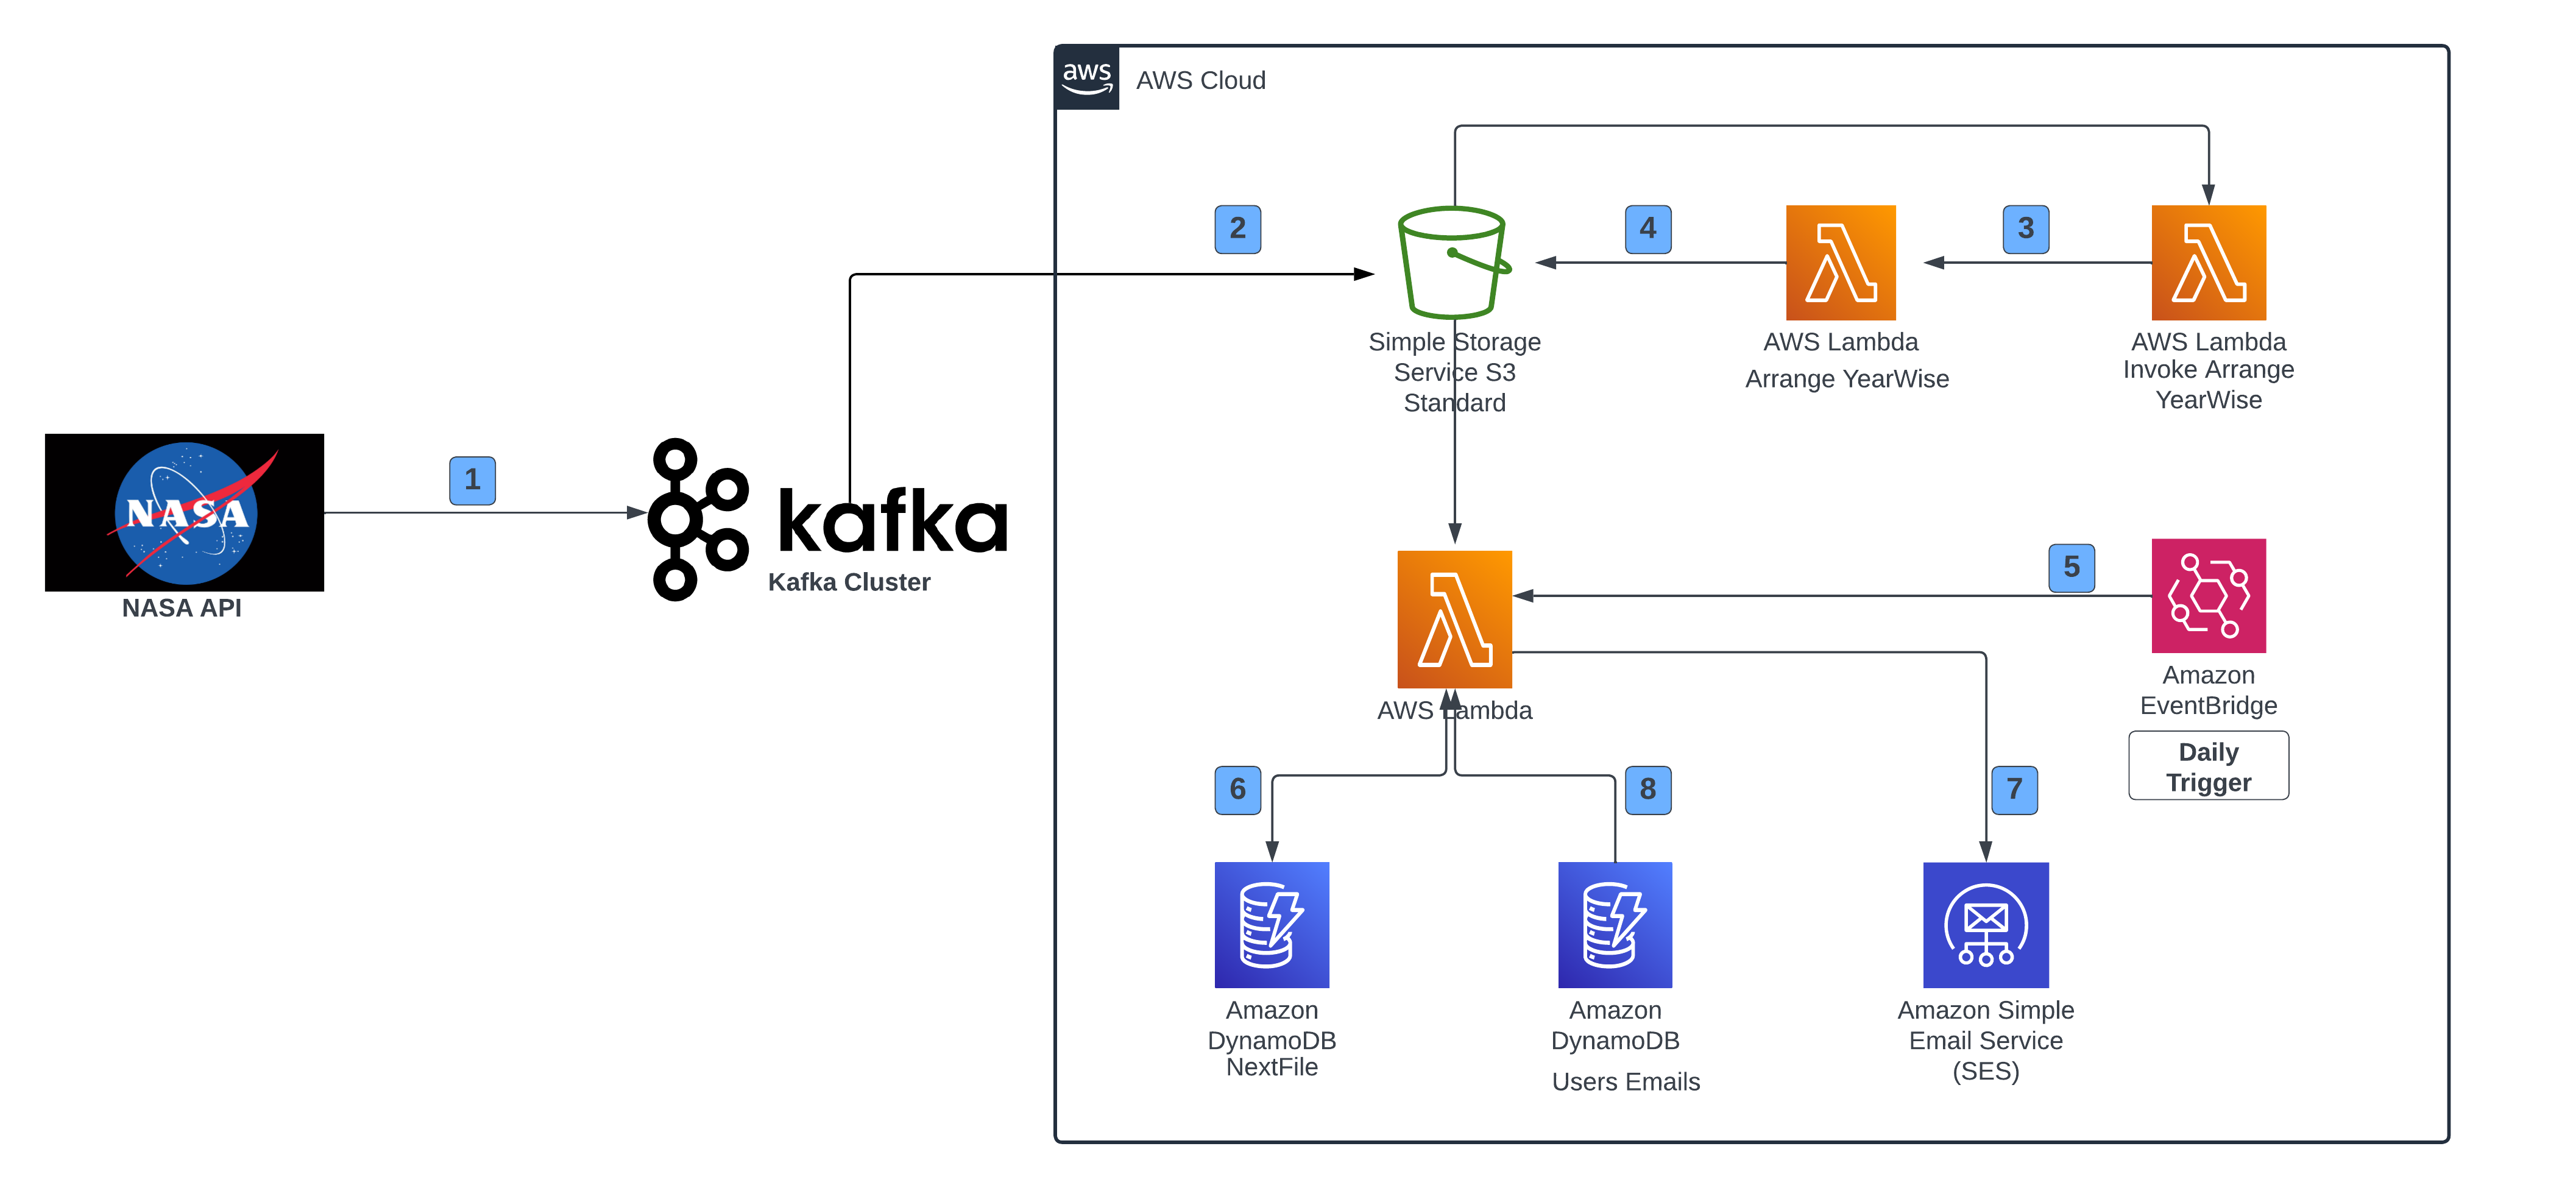 aws
AWS Cloud
2
4
3
Simple Storage
Service S3
Standard
AWS Lambda
Arrange YearWise
AWS Lambda
Invoke Arrange
YearWise
1
NASA
NASA API
kafka
Kafka Cluster
5
AWS Lambda
Amazon
EventBridge
Daily
Trigger
6
8
7
Amazon
DynamoDB
NextFile
Amazon
DynamoDB
Users Emails
Amazon Simple
Email Service
(SES)